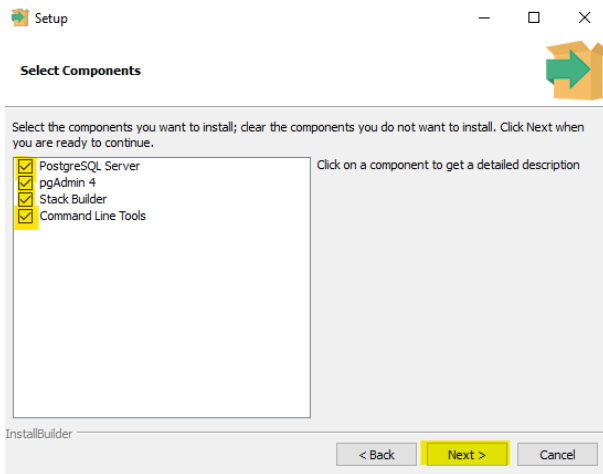 Setup
Select Components
Select the components you want to install; clear the components you do not want to install. Click Next when
you are ready to continue.
PostgreSQL Server
pgAdmin 4
Stack Builder
Command Line Tools
Click on a component to get a detailed description
InstallBuilder
< Back
Next >
Cancel